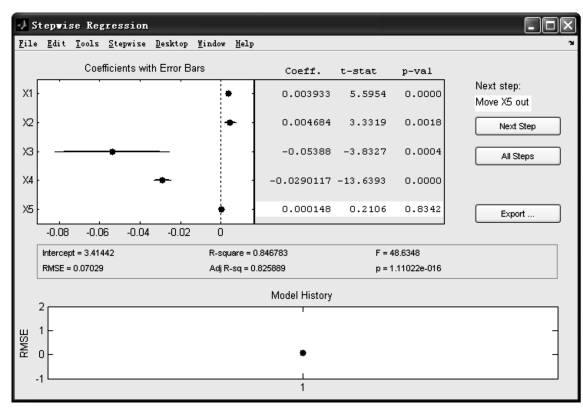 Stepwise Regression
File Edit Tools Stepwise Desktop Window Help
Coefficients with Error Bars
Coeff. t-stat p-val
X1 0.003933 5.5954 0.0000
X2 0.004684 3.3319 0.0018
X3 -0.05388 -3.8327 0.0004
X4 -0.0290117 -13.6393 0.0000
X5 0.000148 0.2106 0.8342
-0.08 -0.06 -0.04 -0.02 0
Next step:
Move X5 out
Next Step
All Steps
Export ...
Intercept = 3.41442 R-square = 0.846783 F = 48.6348
RMSE = 0.07029 Adj R-sq = 0.825889 p = 1.11022e-016
Model History
RMSE
2
1
0
-1
1